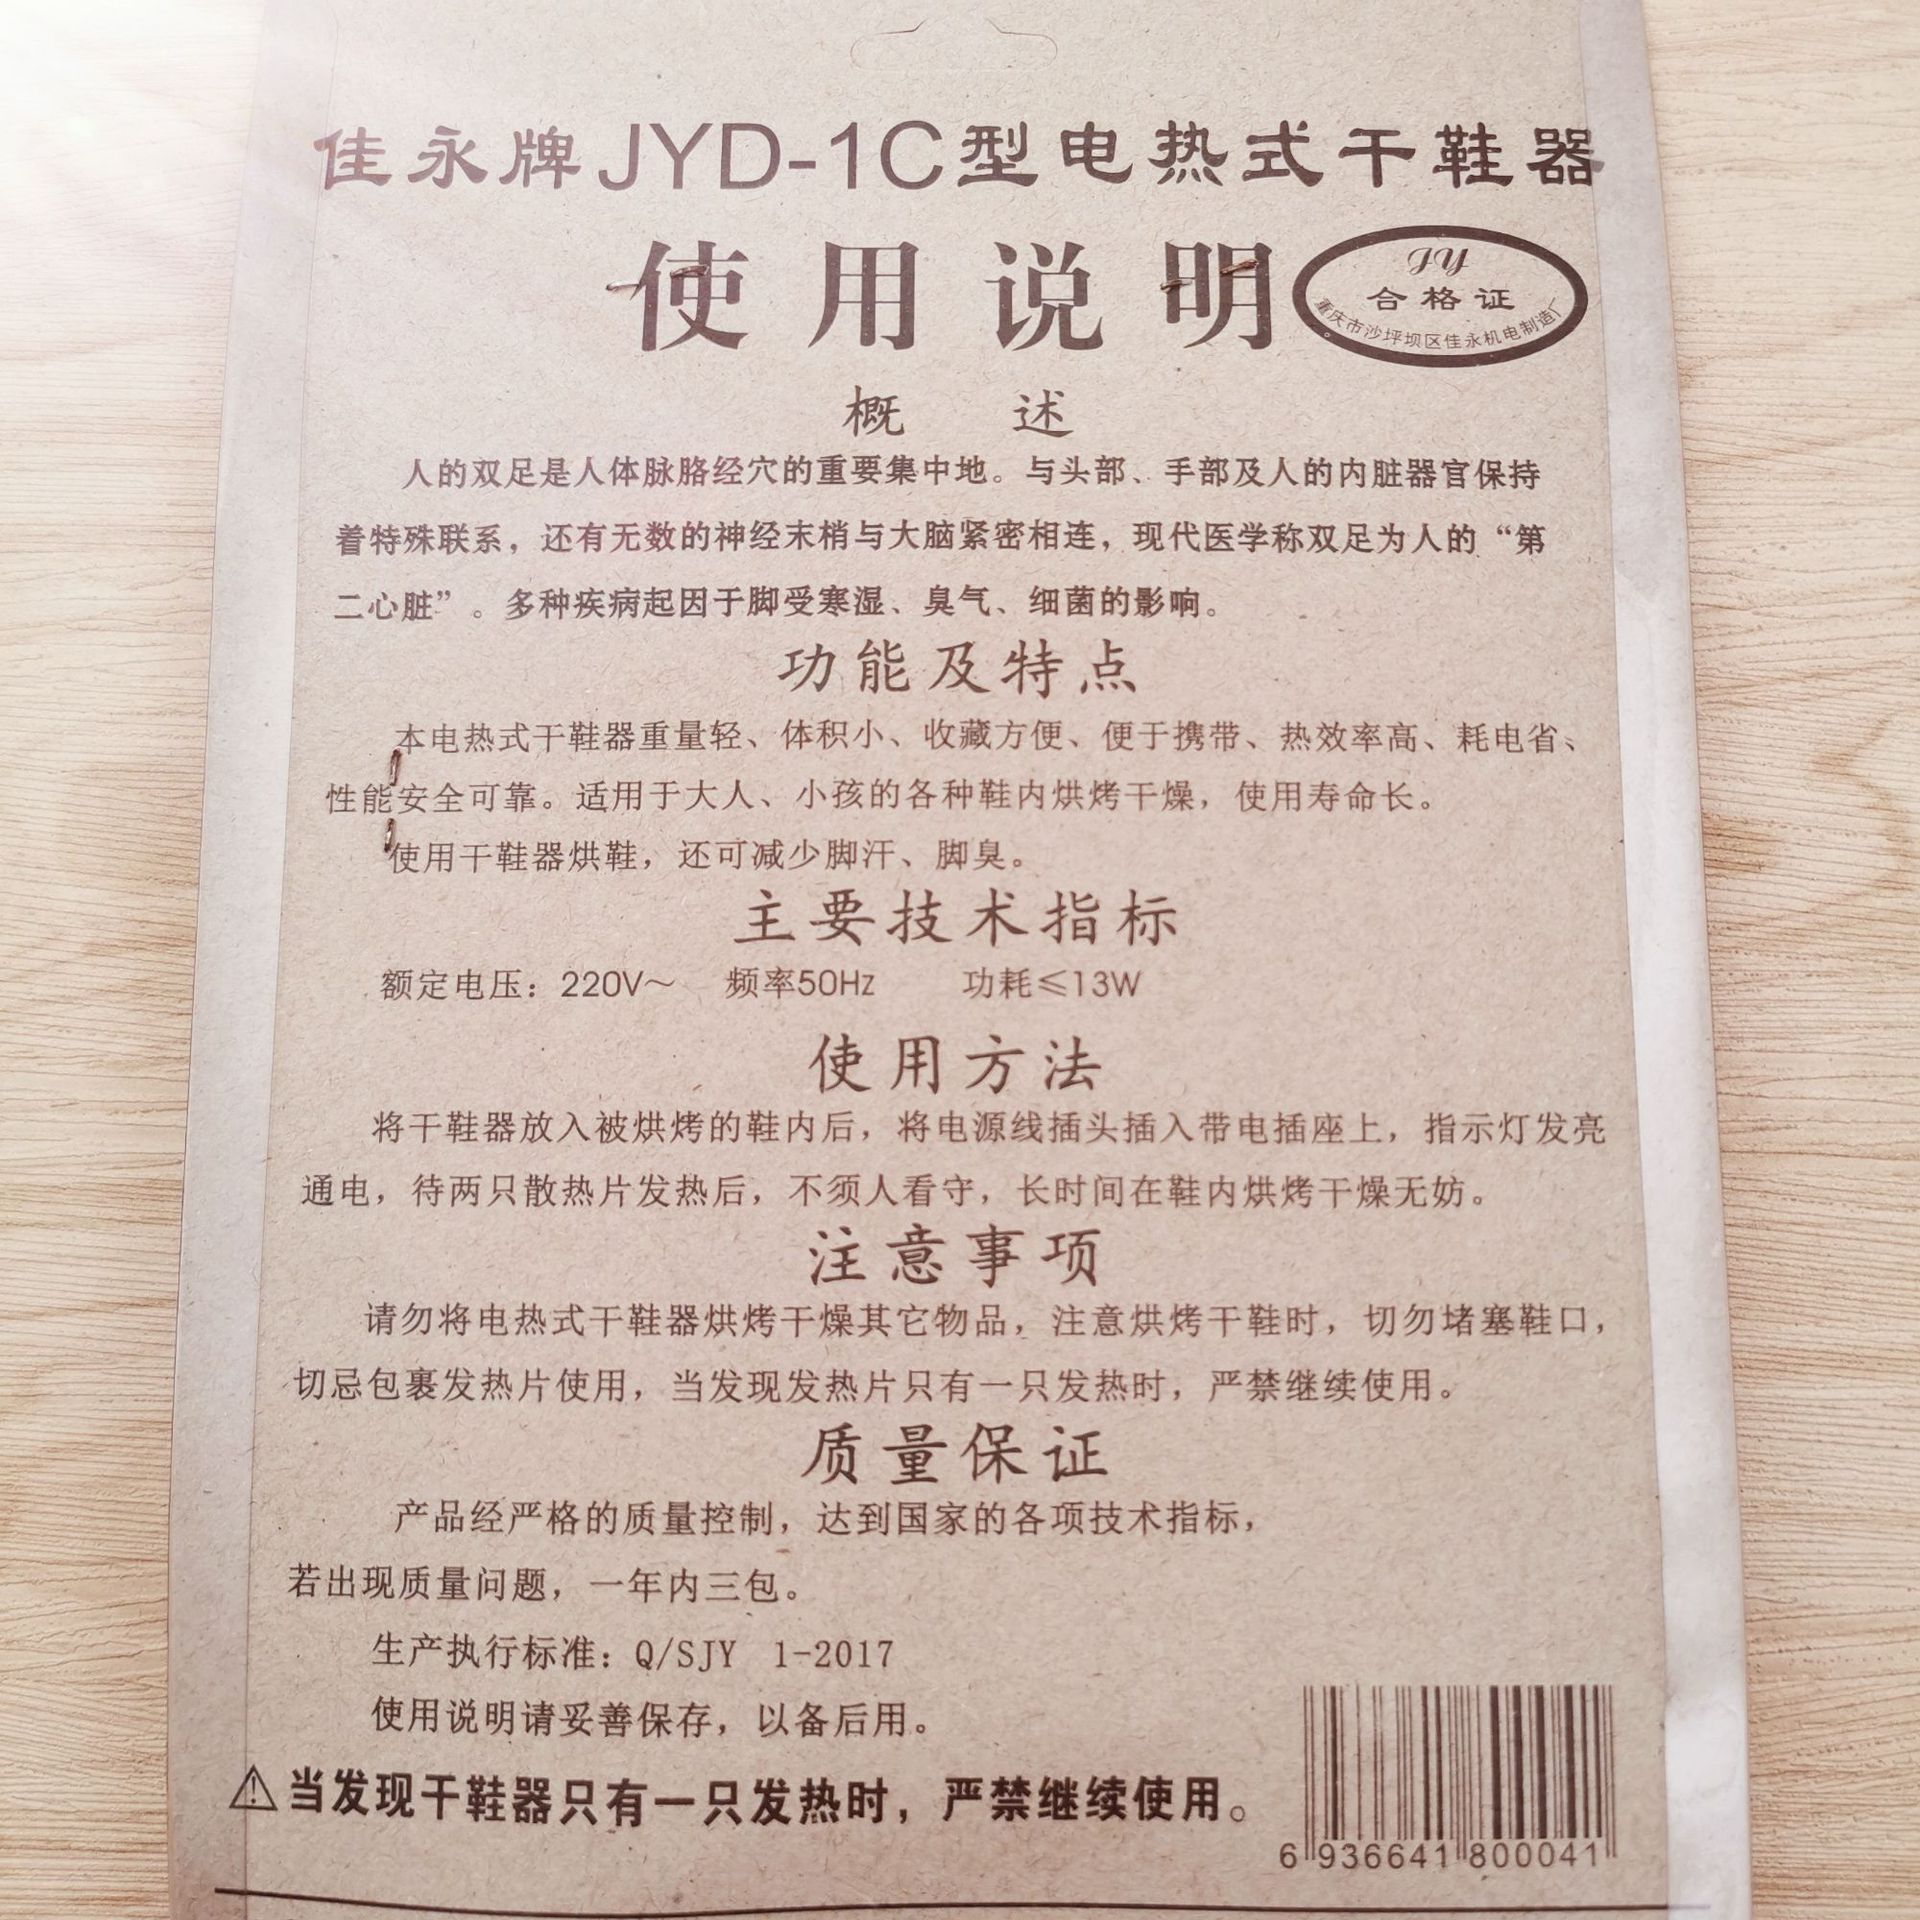 佳永牌JYD-1C型电热式干鞋器
使用说明
JY
合格证
重庆市沙坪坝区佳永机电制造厂
概 述
人的双足是人体脉胳经穴的重要集中地。与头部、手部及人的内脏器官保持
着特殊联系，还有无数的神经末梢与大脑紧密相连，现代医学称双足为人的“第
二心脏”。多种疾病起因于脚受寒湿、臭气、细菌的影响。
功能及特点
本电热式干鞋器重量轻、体积小、收藏方便、便于携带、热效率高、耗电省、
性能安全可靠。适用于大人、小孩的各种鞋内烘烤干燥，使用寿命长。
使用干鞋器烘鞋，还可减少脚汗、脚臭。
主要技术指标
额定电压：220V～ 频率50Hz 功耗≤13W
使用方法
将干鞋器放入被烘烤的鞋内后，将电源线插头插入带电插座上，指示灯发亮
通电，待两只散热片发热后，不须人看守，长时间在鞋内烘烤干燥无妨。
注意事项
请勿将电热式干鞋器烘烤干燥其它物品，注意烘烤干鞋时，切勿堵塞鞋口，
切忌包裹发热片使用，当发现发热片只有一只发热时，严禁继续使用。
质量保证
产品经严格的质量控制，达到国家的各项技术指标，
若出现质量问题，一年内三包。
生产执行标准：Q/SJY 1-2017
使用说明请妥善保存，以备后用。
⚠当发现干鞋器只有一只发热时，严禁继续使用。
6 936641 800041